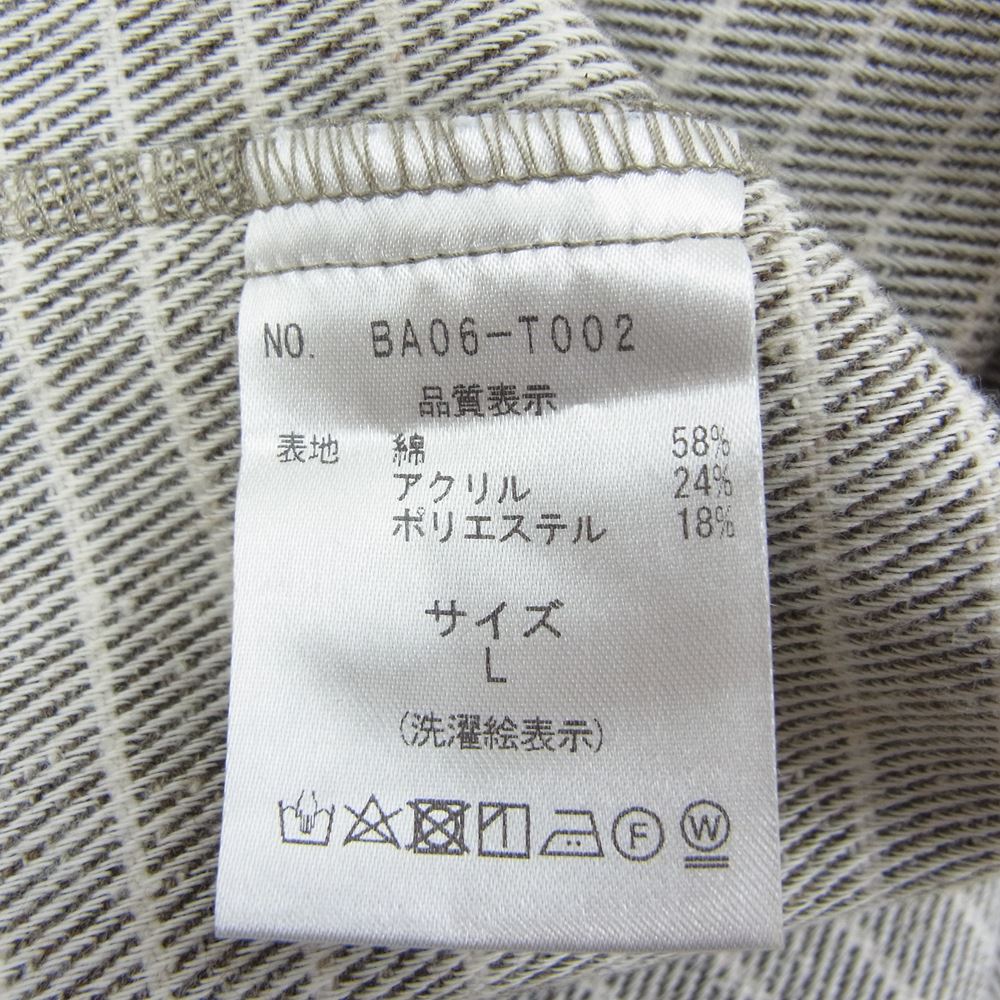 NO. BA06-T002
品質表示
表地 綿 58%
アクリル 24%
ポリエステル 18%
サイズ
L
(洗濯絵表示)
F W